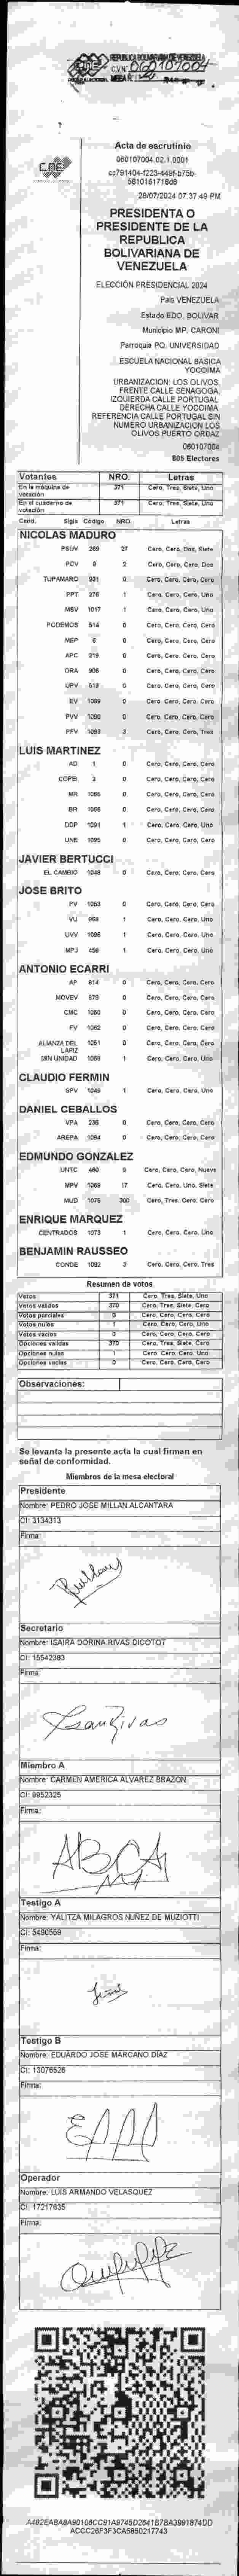 CNE
Acta de escrutinio
060107004.02.1.0001
28/07/2024 07:37:49 PM
PRESIDENTA O
PRESIDENTE DE LA
REPUBLICA
BOLIVARIANA DE
VENEZUELA
ELECCIÓN PRESIDENCIAL 2024
País VENEZUELA
Estado EDO. BOLIVAR
Municipio MP. CARONI
Parroquia PQ. UNIVERSIDAD
ESCUELA NACIONAL BASICA
YOCOIMA
URBANIZACIÓN: LOS OLIVOS.
FRENTE CALLE SENAGOGA.
IZQUIERDA CALLE PORTUGAL.
DERECHA CALLE YOCOIMA.
REFERENCIA CALLE PORTUGAL SIN
NUMERO URBANIZACION LOS
OLIVOS PUERTO ORDAZ
060107004
805 Electores
Votantes NRO. Letras
En la máquina de votación 371 Cero, Tres, Siete, Uno
En el cuaderno de votación 371 Cero, Tres, Siete, Uno
Cand. Sigla Código NRO. Letras
NICOLAS MADURO
PSUV 269 27 Cero, Cero, Dos, Siete
PCV 9 2 Cero, Cero, Cero, Dos
TUPAMARO 931 0 Cero, Cero, Cero, Cero
PPT 276 1 Cero, Cero, Cero, Uno
MSV 1017 1 Cero, Cero, Cero, Uno
PODEMOS 514 0 Cero, Cero, Cero, Cero
MEP 6 0 Cero, Cero, Cero, Cero
APC 219 0 Cero, Cero, Cero, Cero
ORA 906 0 Cero, Cero, Cero, Cero
UPV 612 0 Cero, Cero, Cero, Cero
EV 1089 0 Cero, Cero, Cero, Cero
PVV 1090 0 Cero, Cero, Cero, Cero
PFV 1093 3 Cero, Cero, Cero, Tres
LUIS MARTINEZ
AD 1 0 Cero, Cero, Cero, Cero
COPEI 2 0 Cero, Cero, Cero, Cero
MR 1065 0 Cero, Cero, Cero, Cero
BR 1066 0 Cero, Cero, Cero, Cero
DDP 1091 1 Cero, Cero, Cero, Uno
UNE 1095 0 Cero, Cero, Cero, Cero
JAVIER BERTUCCI
EL CAMBIO 1048 0 Cero, Cero, Cero, Cero
JOSE BRITO
PV 1063 0 Cero, Cero, Cero, Cero
VU 868 1 Cero, Cero, Cero, Uno
UVV 1096 1 Cero, Cero, Cero, Uno
MPJ 456 1 Cero, Cero, Cero, Uno
ANTONIO ECARRI
AP 814 0 Cero, Cero, Cero, Cero
MOVEV 879 0 Cero, Cero, Cero, Cero
CMC 1050 0 Cero, Cero, Cero, Cero
FV 1062 0 Cero, Cero, Cero, Cero
ALIANZA DEL LAPIZ 1051 0 Cero, Cero, Cero, Cero
MIN UNIDAD 1068 1 Cero, Cero, Cero, Uno
CLAUDIO FERMIN
SPV 1049 1 Cero, Cero, Cero, Uno
DANIEL CEBALLOS
VPA 236 0 Cero, Cero, Cero, Cero
AREPA 1094 0 Cero, Cero, Cero, Cero
EDMUNDO GONZALEZ
UNTC 460 9 Cero, Cero, Cero, Nueve
MPV 1069 17 Cero, Cero, Uno, Siete
MUD 1075 300 Cero, Tres, Cero, Cero
ENRIQUE MARQUEZ
CENTRADOS 1073 1 Cero, Cero, Cero, Uno
BENJAMIN RAUSSEO
CONDE 1092 3 Cero, Cero, Cero, Tres
Resumen de votos
Votos 371 Cero, Tres, Siete, Uno
Votos válidos 370 Cero, Tres, Siete, Cero
Votos parciales 0 Cero, Cero, Cero, Cero
Votos nulos 1 Cero, Cero, Cero, Uno
Votos vacíos 0 Cero, Cero, Cero, Cero
Opciones válidas 370 Cero, Tres, Siete, Cero
Opciones nulas 1 Cero, Cero, Cero, Uno
Opciones vacías 0 Cero, Cero, Cero, Cero
Observaciones:
Se levanta la presente acta la cual firman en
señal de conformidad.
Miembros de la mesa electoral
Presidente
Nombre: PEDRO JOSE MILLAN ALCANTARA
CI: 3134313
Firma:
Secretario
Nombre: ISAIRA DORINA RIVAS DICOTOT
CI: 15542383
Firma:
Miembro A
Nombre: CARMEN AMERICA ALVAREZ BRAZON
CI: 9952325
Firma:
Testigo A
Nombre: YALITZA MILAGROS NUÑEZ DE MUZIOTTI
CI: 5490559
Firma:
Testigo B
Nombre: EDUARDO JOSE MARCANO DIAZ
CI: 13076526
Firma:
Operador
Nombre: LUIS ARMANDO VELASQUEZ
CI: 17217635
Firma: